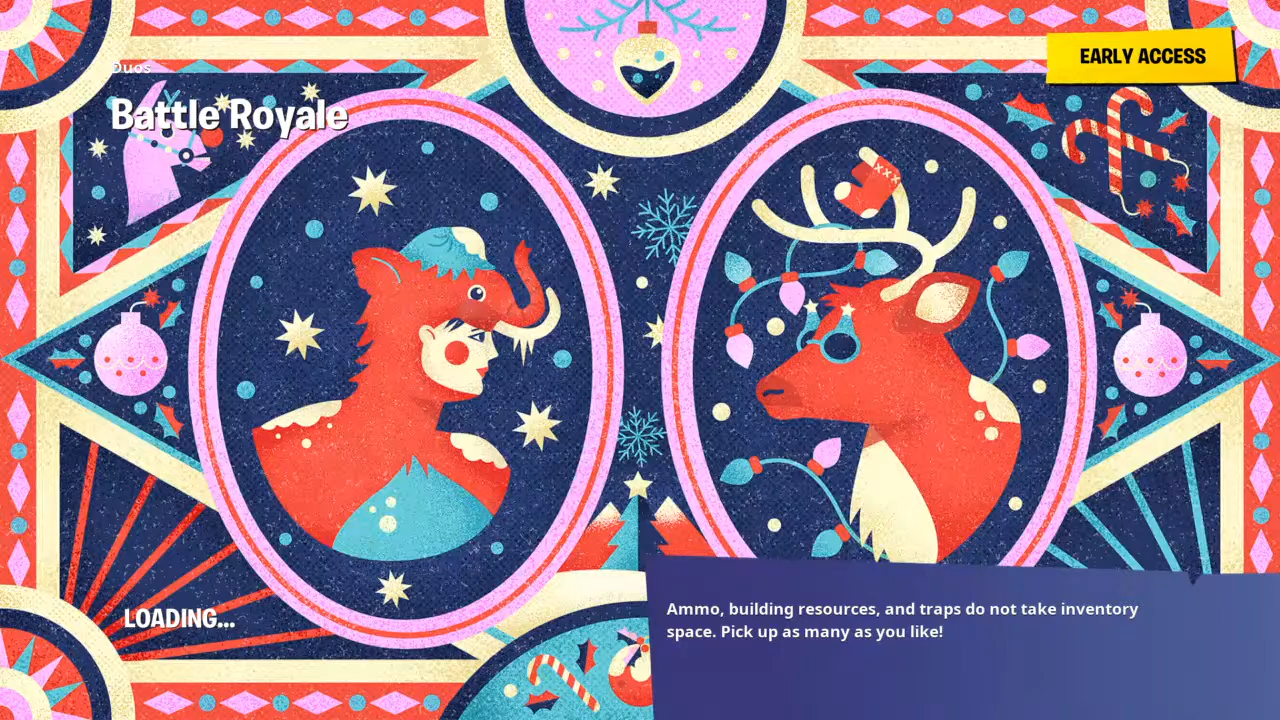 Duos
EARLY ACCESS
Battle Royale
LOADING...
Ammo, building resources, and traps do not take inventory
space. Pick up as many as you like!